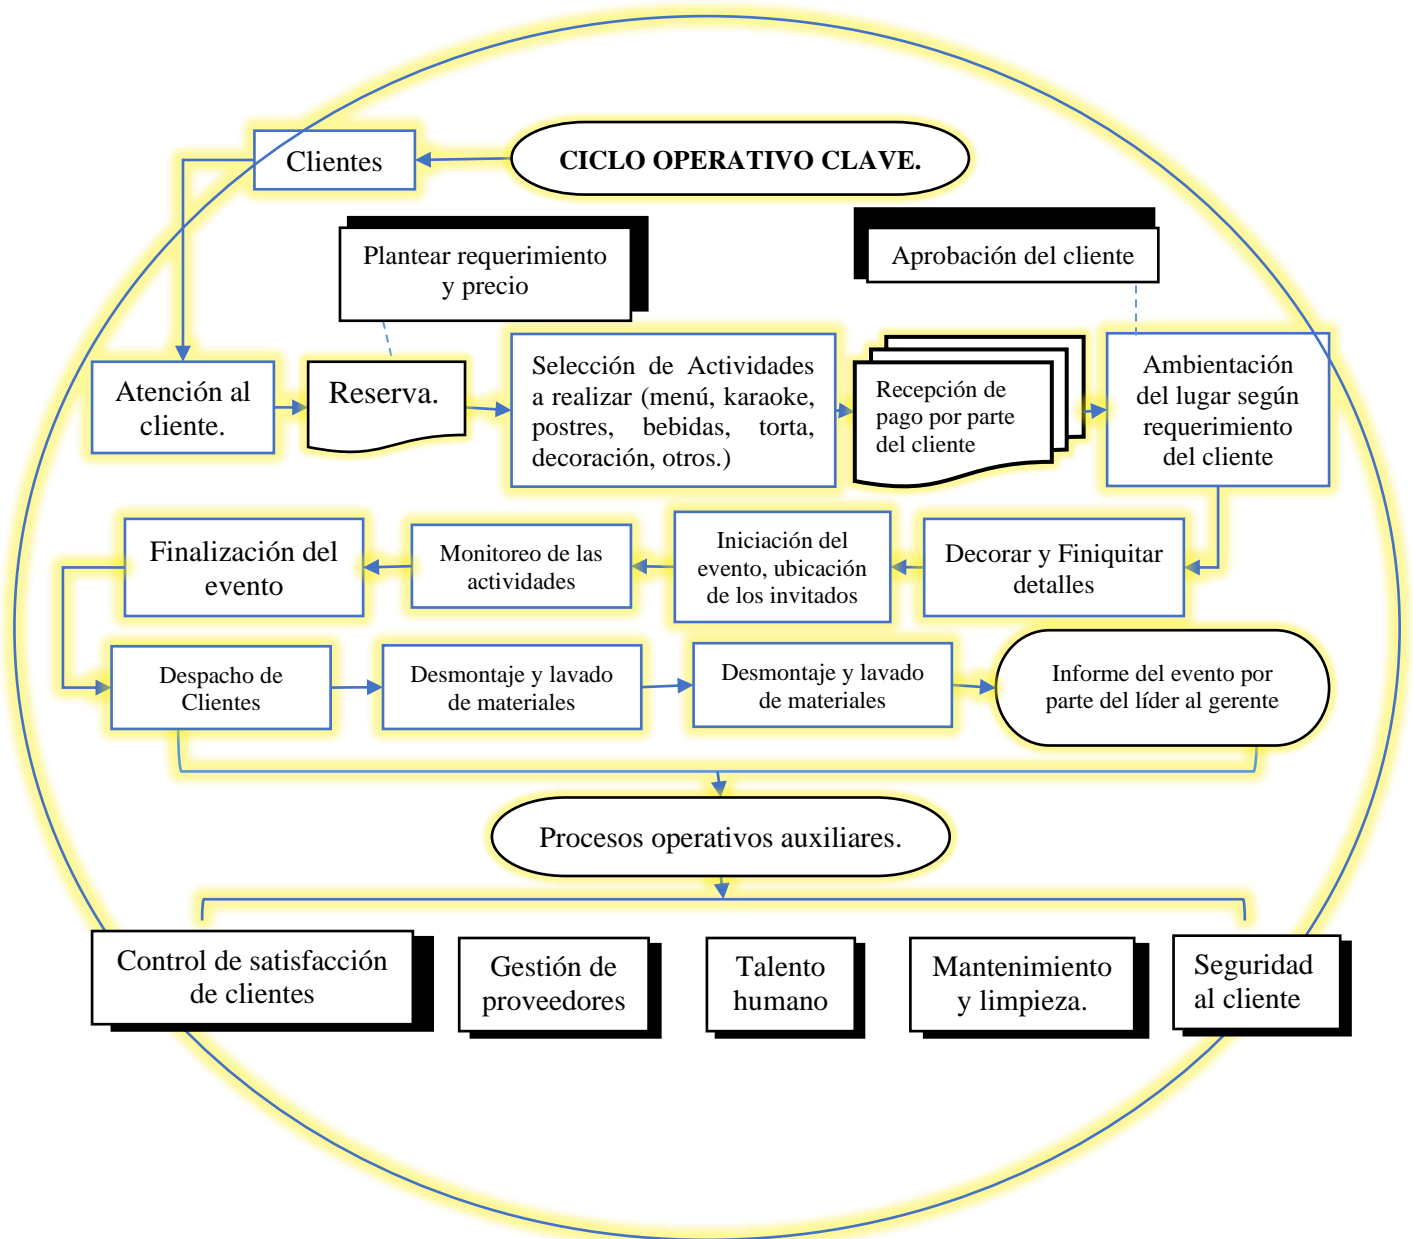 Clientes
CICLO OPERATIVO CLAVE.
Plantear requerimiento
y precio
Aprobación del cliente
Atención al
cliente.
Reserva.
Selección de Actividades
a realizar (menú, karaoke,
postres, bebidas, torta,
decoración, otros.)
Recepción de
pago por parte
del cliente
Ambientación
del lugar según
requerimiento
del cliente
Finalización del
evento
Monitoreo de las
actividades
Iniciación del
evento, ubicación
de los invitados
Decorar y Finiquitar
detalles
Despacho de
Clientes
Desmontaje y lavado
de materiales
Desmontaje y lavado
de materiales
Informe del evento por
parte del líder al gerente
Procesos operativos auxiliares.
Control de satisfacción
de clientes
Gestión de
proveedores
Talento
humano
Mantenimiento
y limpieza.
Seguridad
al cliente